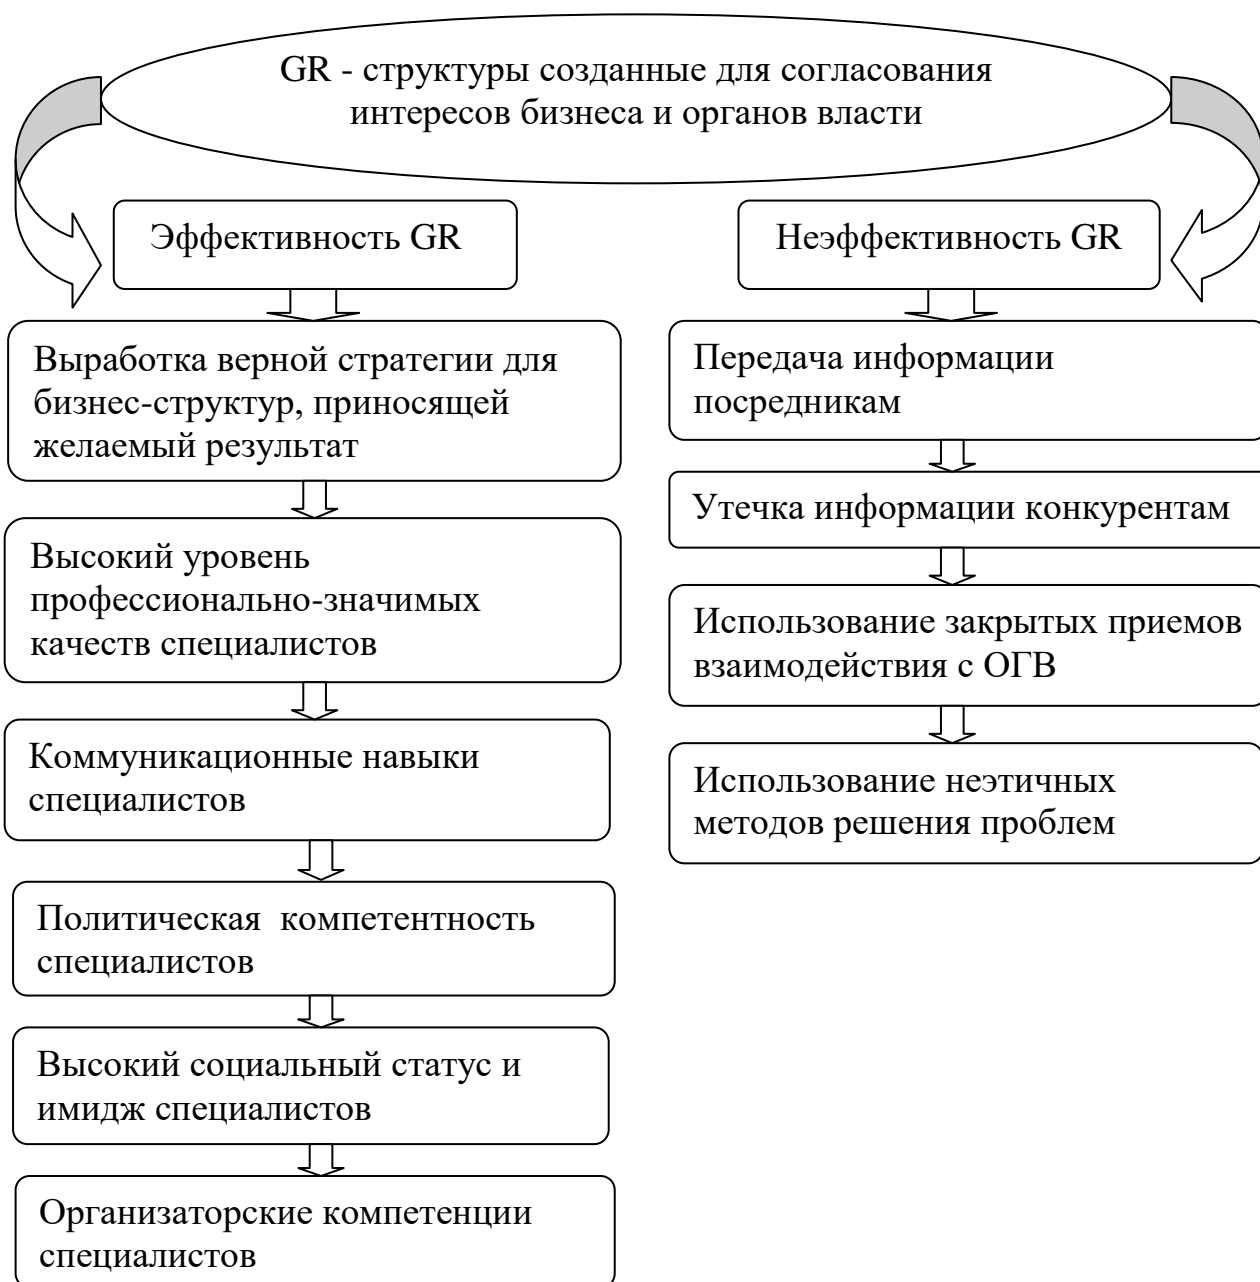 GR - структуры созданные для согласования
интересов бизнеса и органов власти
Эффективность GR
Выработка верной стратегии для
бизнес-структур, приносящей
желаемый результат
Высокий уровень
профессионально-значимых
качеств специалистов
Коммуникационные навыки
специалистов
Политическая  компетентность
специалистов
Высокий социальный статус и
имидж специалистов
Организаторские компетенции
специалистов
Неэффективность GR
Передача информации
посредникам
Утечка информации конкурентам
Использование закрытых приемов
взаимодействия с ОГВ
Использование неэтичных
методов решения проблем